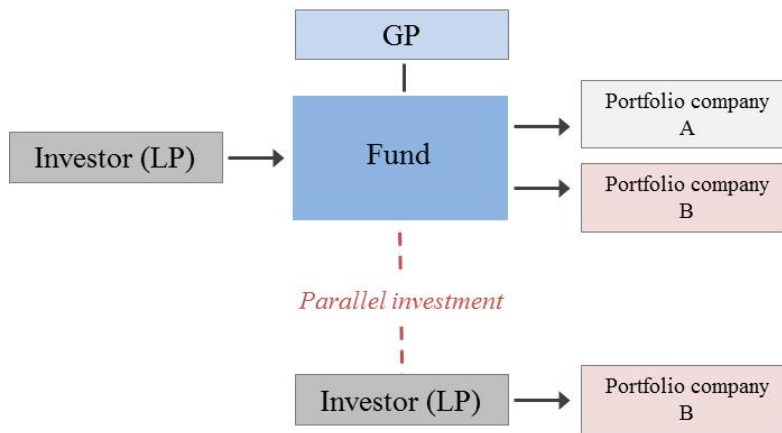 GP
Portfolio company
A
Investor (LP)
Fund
Portfolio company
B
Parallel investment
Investor (LP)
Portfolio company
B